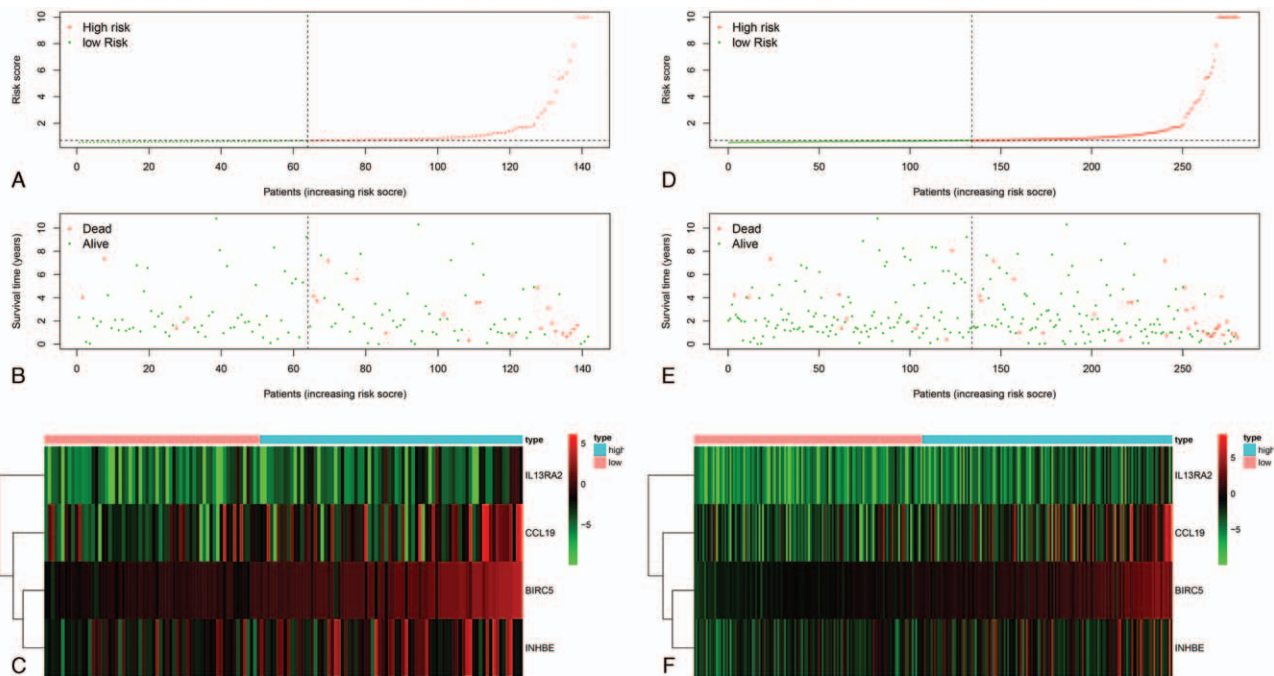 10
8
6
4
2
Risk score
High risk
low Risk
0 20 40 60 80 100 120 140
Patients (increasing risk socre)
A
10
8
6
4
2
0
Survival time (years)
Dead
Alive
0 20 40 60 80 100 120 140
Patients (increasing risk socre)
B
type
IL13RA2
CCL19
BIRC5
INHBE
5
0
−5
type
high
low
C
10
8
6
4
2
Risk score
High risk
low Risk
0 50 100 150 200 250
Patients (increasing risk socre)
D
10
8
6
4
2
0
Survival time (years)
Dead
Alive
0 50 100 150 200 250
Patients (increasing risk socre)
E
type
IL13RA2
CCL19
BIRC5
INHBE
5
0
−5
type
high
low
F